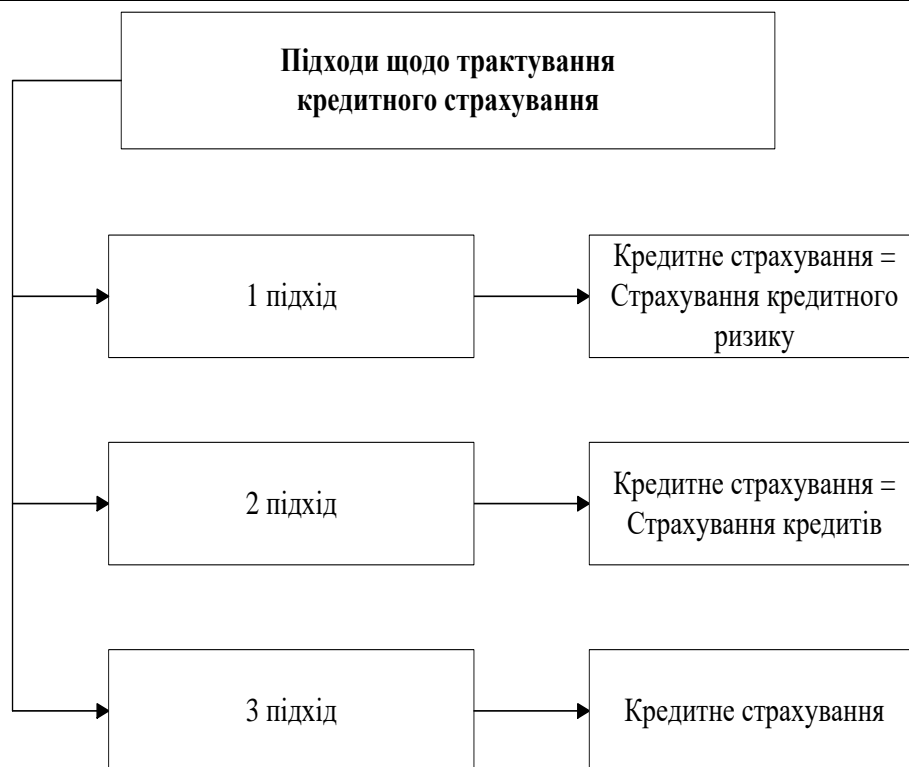 Підходи щодо трактування
кредитного страхування
1 підхід
Кредитне страхування =
Страхування кредитного
ризику
2 підхід
Кредитне страхування =
Страхування кредитів
3 підхід
Кредитне страхування